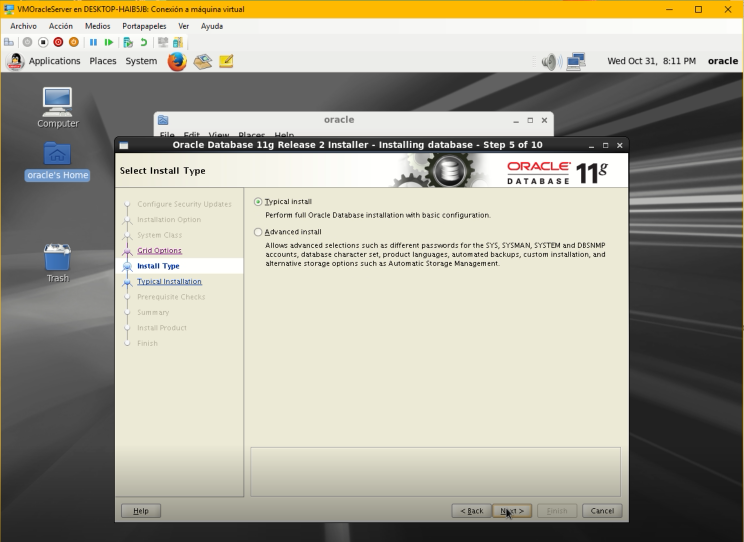 VMOracleServer en DESKTOP-HAIB5JB: Conexión a máquina virtual
Archivo Acción Medios Portapapeles Ver Ayuda
Applications Places System Wed Oct 31, 8:11 PM oracle
Computer
oracle's Home
Trash
oracle
File Edit View Places Help
Oracle Database 11g Release 2 Installer - Installing database - Step 5 of 10
Select Install Type
ORACLE 11g
DATABASE
Configure Security Updates
Installation Option
System Class
Grid Options
Install Type
Typical Installation
Prerequisite Checks
Summary
Install Product
Finish
Typical install
Perform full Oracle Database installation with basic configuration.
Advanced install
Allows advanced selections such as different passwords for the SYS, SYSMAN, SYSTEM and DBSNMP
accounts, database character set, product languages, automated backups, custom installation, and
alternative storage options such as Automatic Storage Management.
Help < Back Next > Finish Cancel